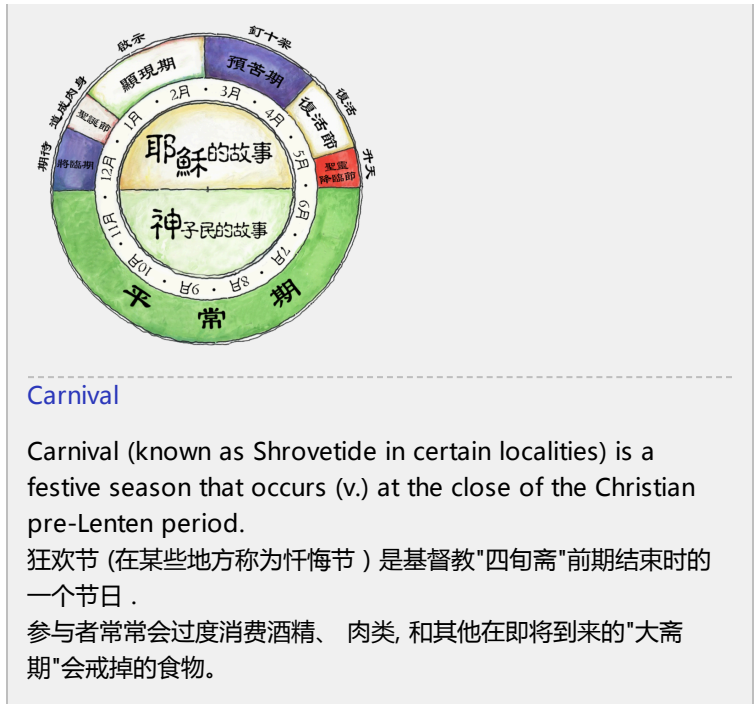 啟示
釘十架
道成肉身
復活
期待
升天
顯現期
預苦期
聖誕節
復活節
將臨期
聖靈
降臨節
12月 · 1月 · 2月 · 3月 · 4月 · 5月 · 6月 · 7月 · 8月 · 9月 · 10月 · 11月
耶穌的故事
神子民的故事
平常期
Carnival
Carnival (known as Shrovetide in certain localities) is a
festive season that occurs (v.) at the close of the Christian
pre-Lenten period.
狂欢节 (在某些地方称为忏悔节 ) 是基督教"四旬斋"前期结束时的
一个节日 .
参与者常常会过度消费酒精、 肉类, 和其他在即将到来的"大斋
期"会戒掉的食物。